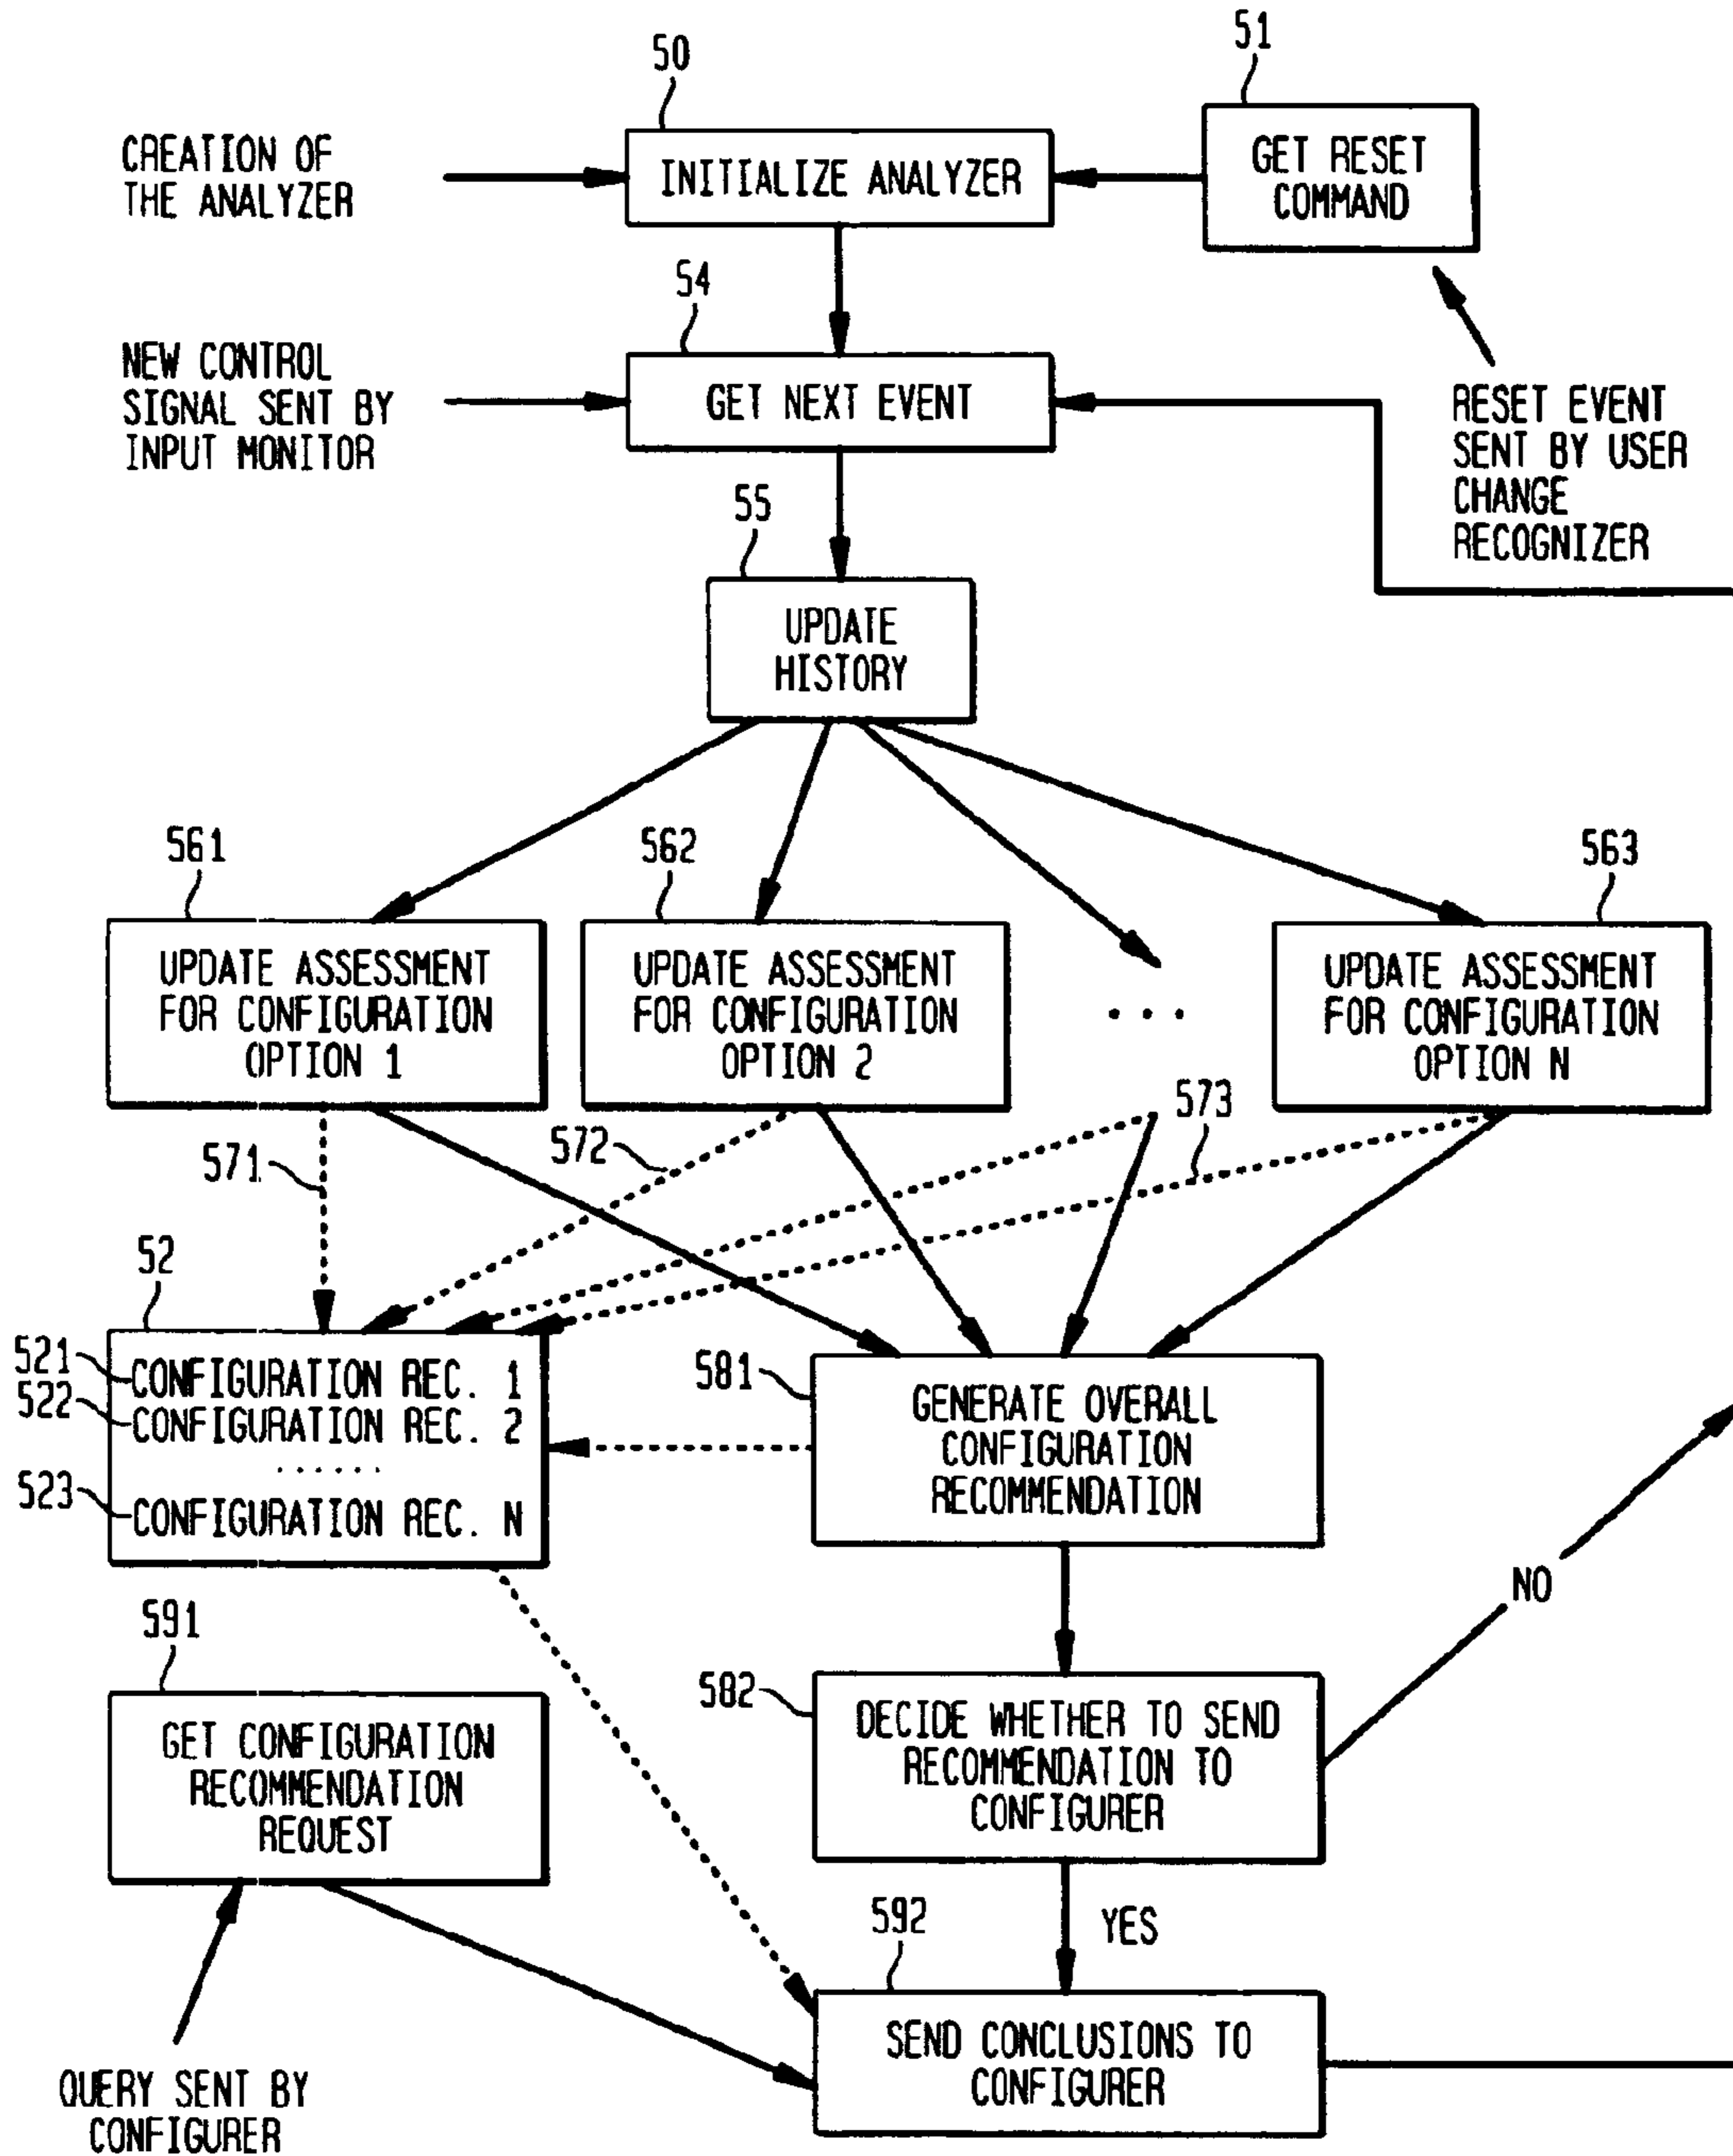 50
51
CREATION OF
THE ANALYZER
INITIALIZE ANALYZER
GET RESET
COMMAND
54
NEW CONTROL
SIGNAL SENT BY
INPUT MONITOR
GET NEXT EVENT
RESET EVENT
SENT BY USER
CHANGE
RECOGNIZER
55
UPDATE
HISTORY
561
562
563
UPDATE ASSESSMENT
FOR CONFIGURATION
OPTION 1
UPDATE ASSESSMENT
FOR CONFIGURATION
OPTION 2
. . .
UPDATE ASSESSMENT
FOR CONFIGURATION
OPTION N
571
572
573
52
521
CONFIGURATION REC. 1
522
CONFIGURATION REC. 2
......
523
CONFIGURATION REC. N
581
GENERATE OVERALL
CONFIGURATION
RECOMMENDATION
NO
591
GET CONFIGURATION
RECOMMENDATION
REQUEST
582
DECIDE WHETHER TO SEND
RECOMMENDATION TO
CONFIGURER
YES
592
SEND CONCLUSIONS TO
CONFIGURER
QUERY SENT BY
CONFIGURER